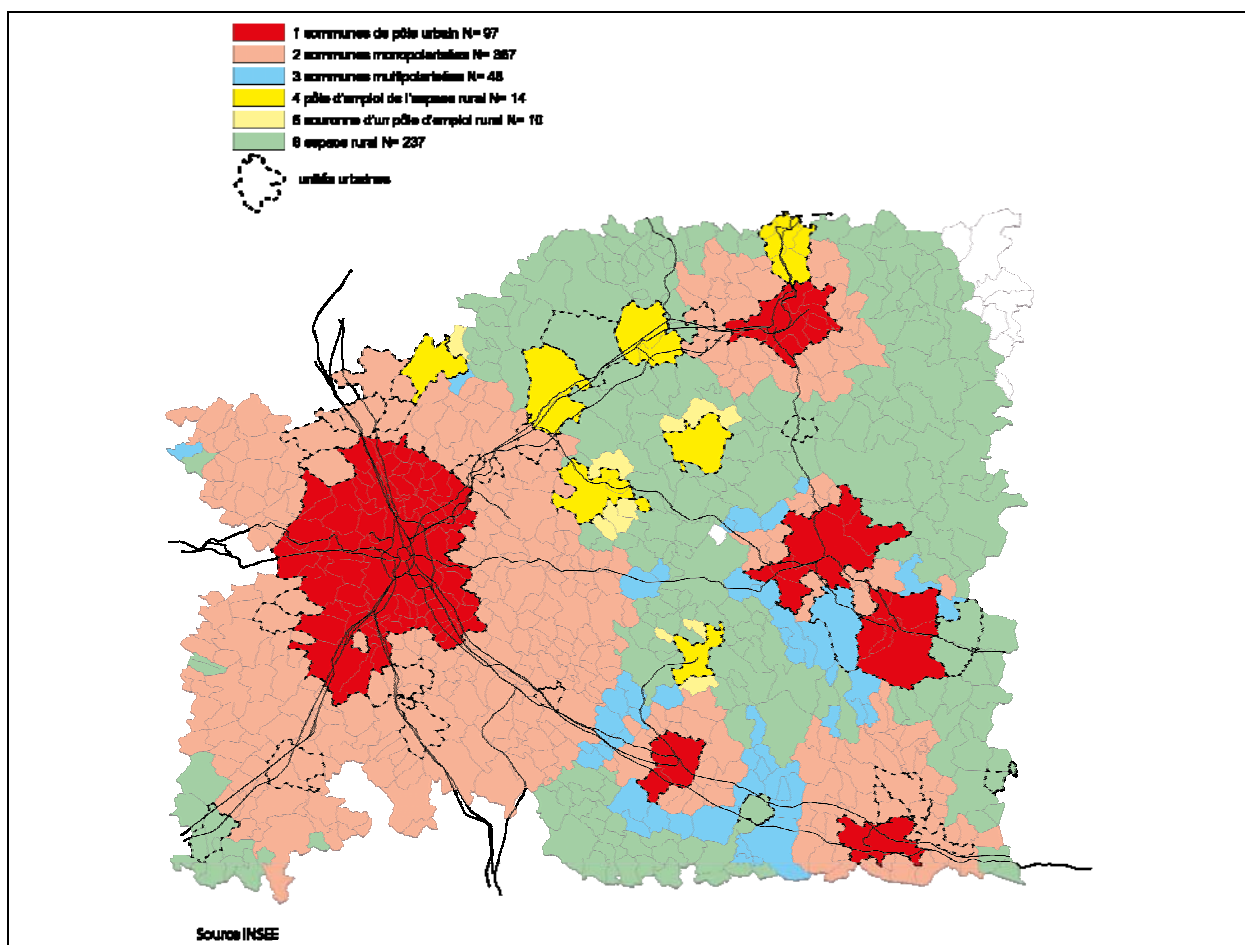 1 communes de pôle urbain N= 97
2 communes monopolarisées N= 367
3 communes multipolarisées N= 48
4 pôle d'emploi de l'espace rural N= 14
5 couronne d'un pôle d'emploi rural N= 10
6 espace rural N= 237
unités urbaines
Source INSEE